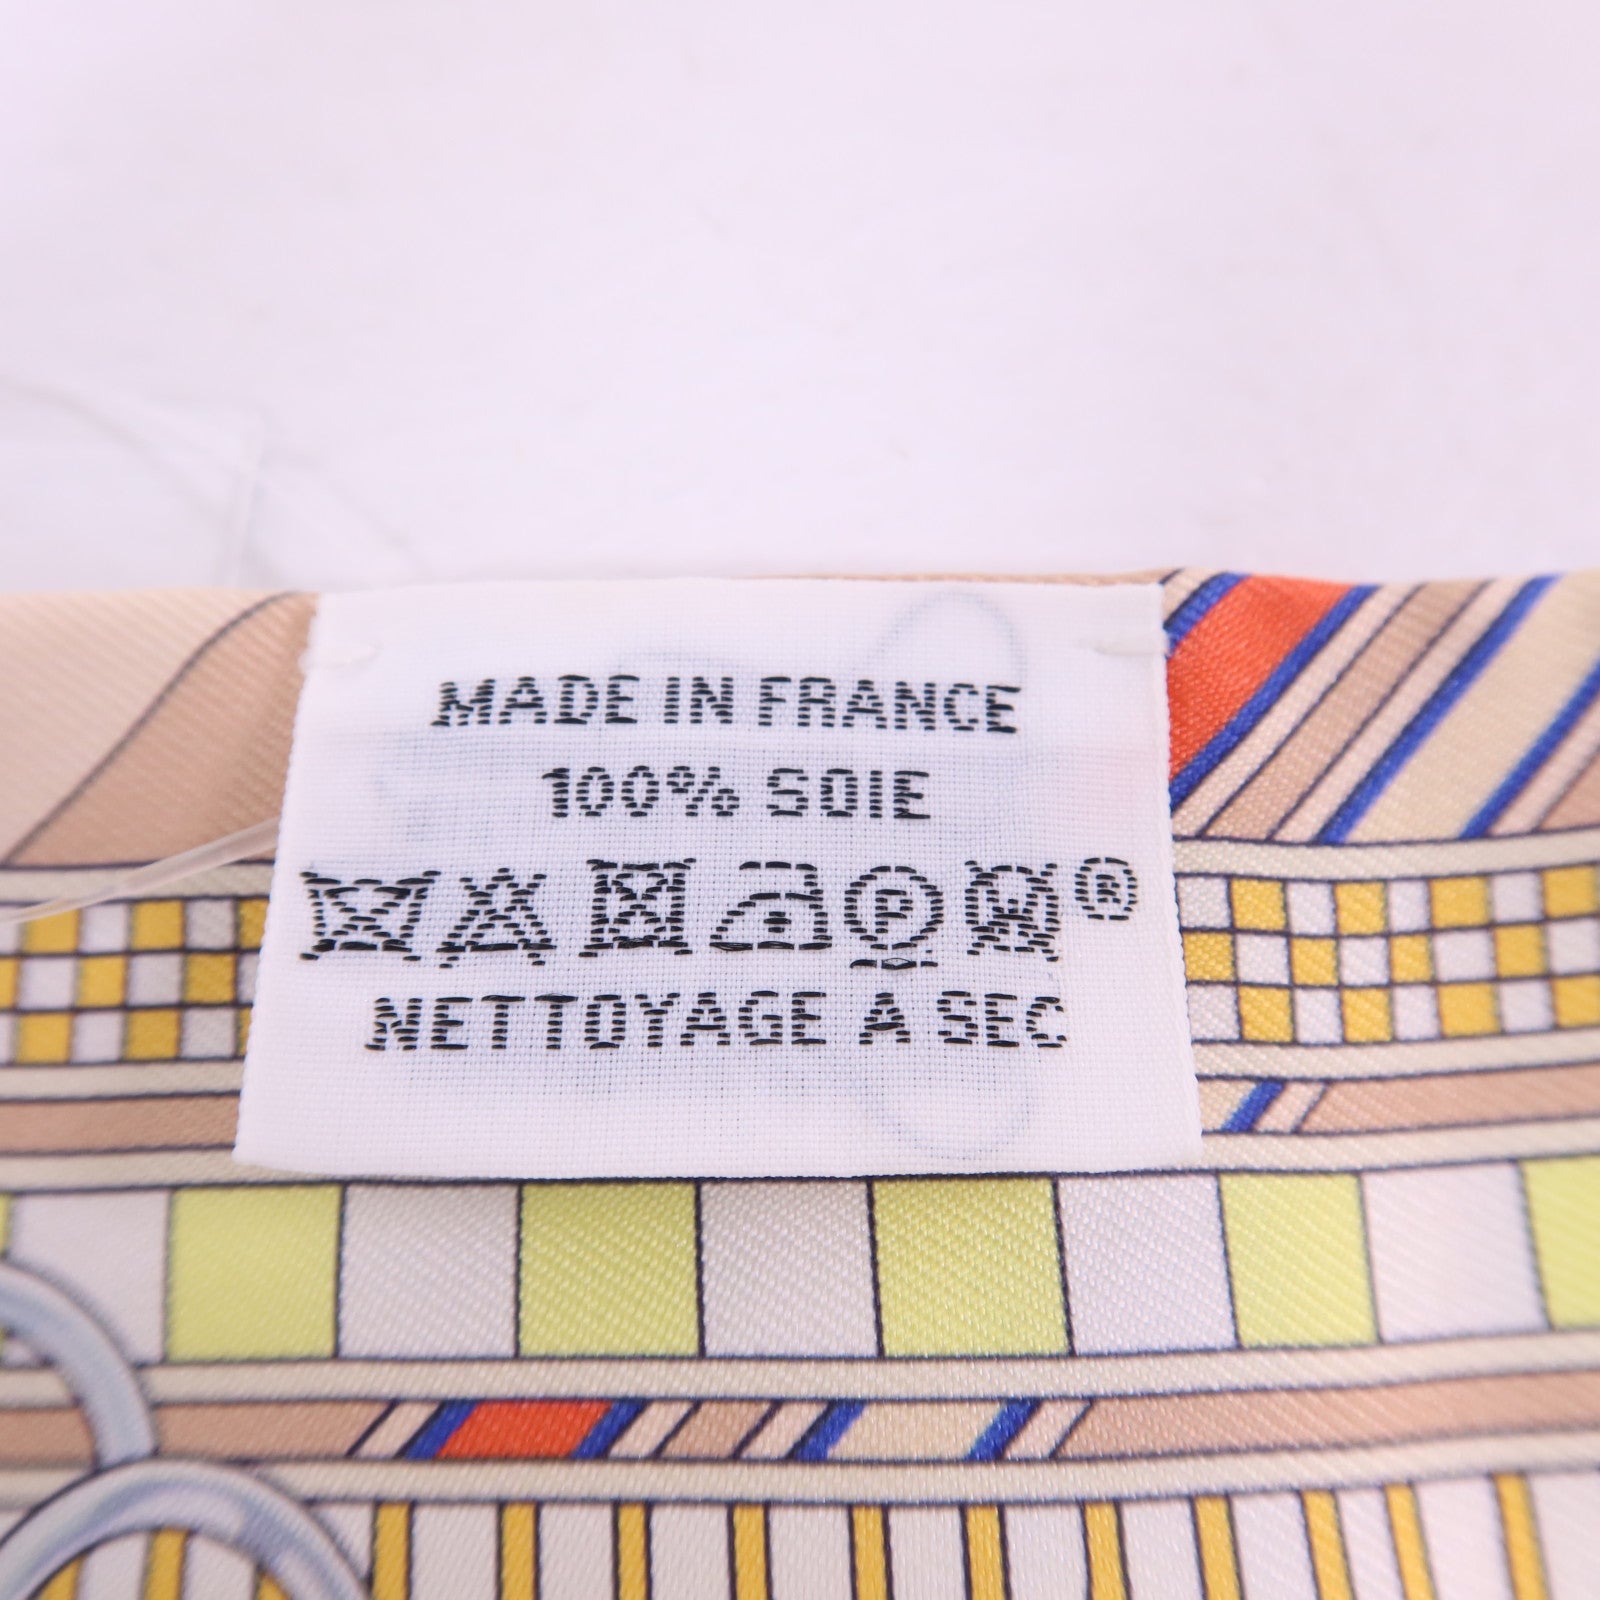 MADE IN FRANCE
100% SOIE
P W ®
NETTOYAGE A SEC